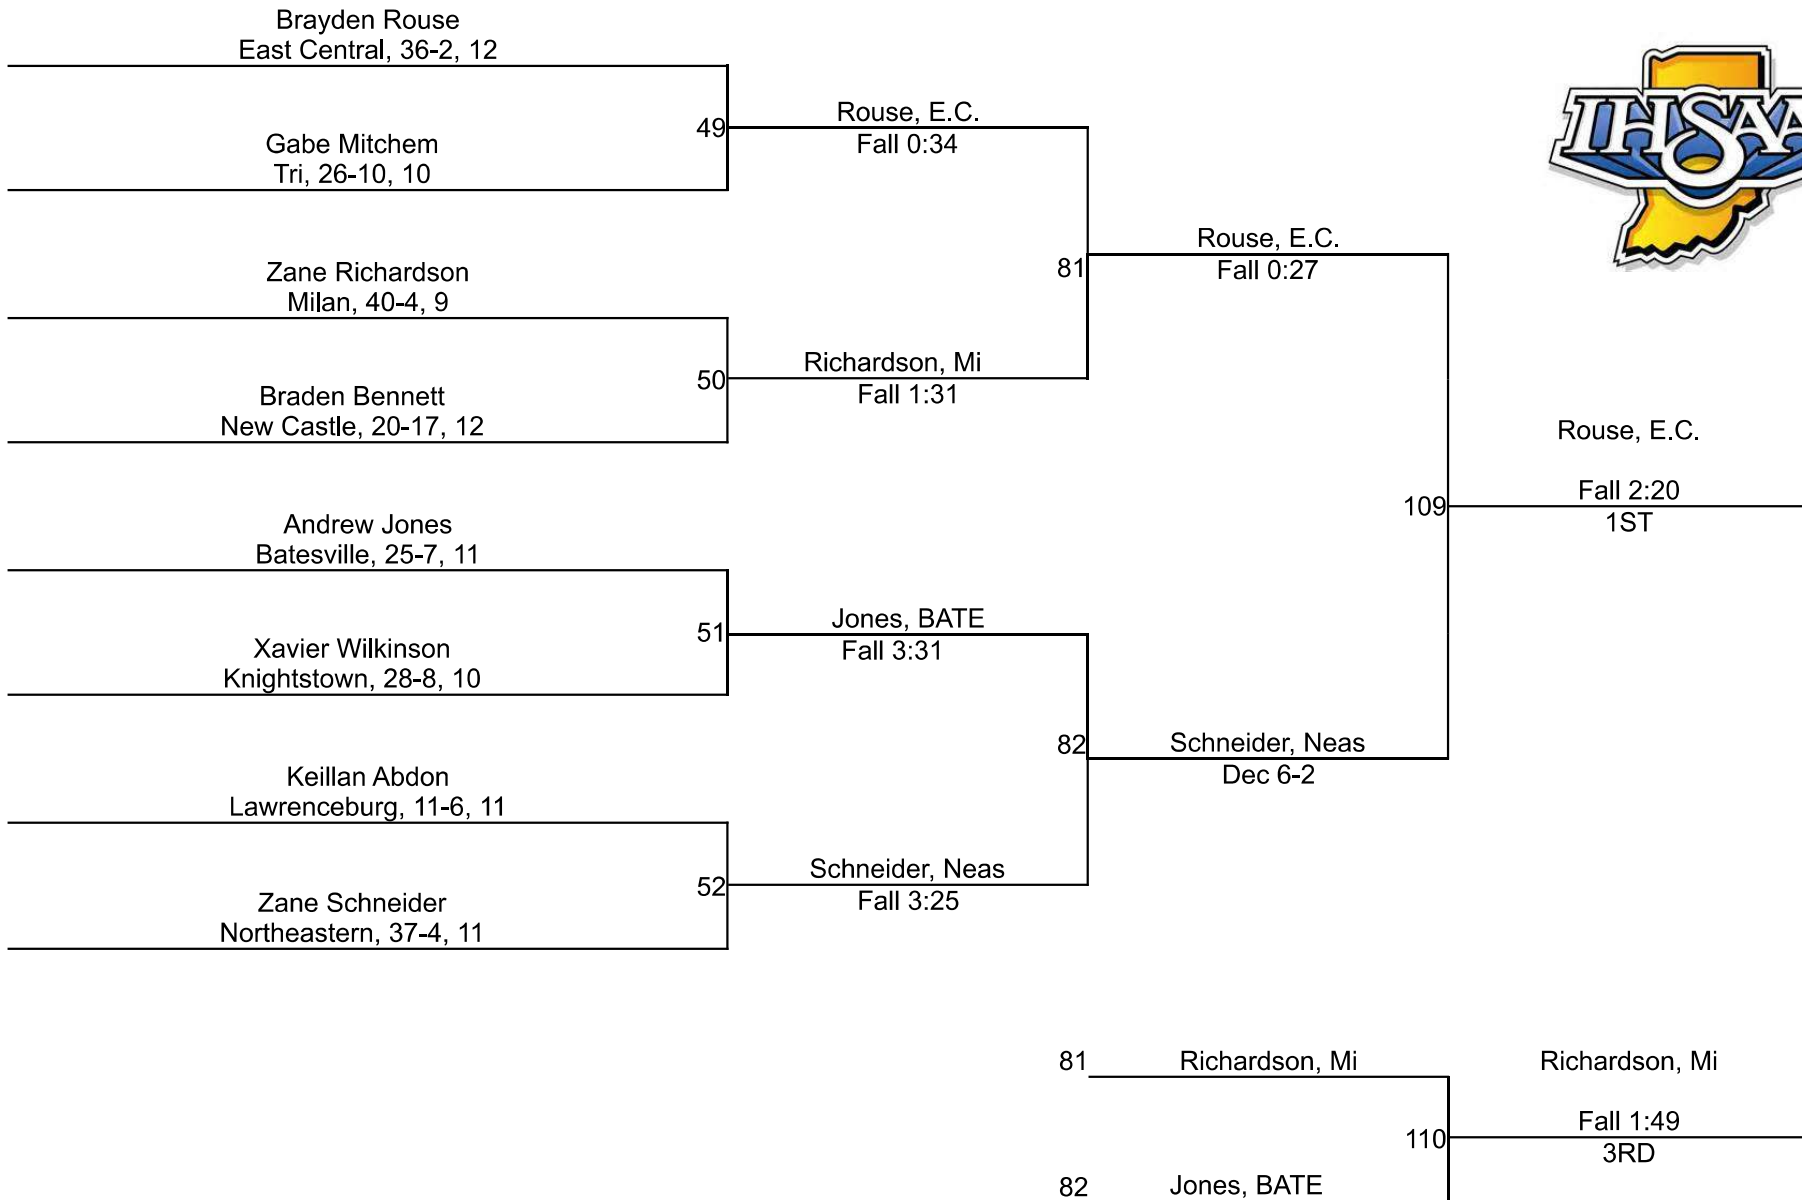 Brayden Rouse
East Central, 36-2, 12
Gabe Mitchem
Tri, 26-10, 10
49
Rouse, E.C.
Fall 0:34
Zane Richardson
Milan, 40-4, 9
Braden Bennett
New Castle, 20-17, 12
50
Richardson, Mi
Fall 1:31
81
Rouse, E.C.
Fall 0:27
Andrew Jones
Batesville, 25-7, 11
Xavier Wilkinson
Knightstown, 28-8, 10
51
Jones, BATE
Fall 3:31
Keillan Abdon
Lawrenceburg, 11-6, 11
Zane Schneider
Northeastern, 37-4, 11
52
Schneider, Neas
Fall 3:25
82
Schneider, Neas
Dec 6-2
109
Rouse, E.C.
Fall 2:20
1ST
IHSAA
81
Richardson, Mi
82
Jones, BATE
110
Richardson, Mi
Fall 1:49
3RD